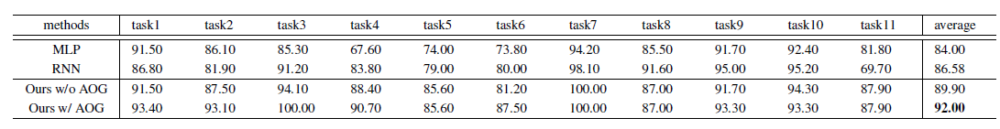 methods task1 task2 task3 task4 task5 task6 task7 task8 task9 task10 task11 average
MLP 91.50 86.10 85.30 67.60 74.00 73.80 94.20 85.50 91.70 92.40 81.80 84.00
RNN 86.80 81.90 91.20 83.80 79.00 80.00 98.10 91.60 95.00 95.20 69.70 86.58
Ours w/o AOG 91.50 87.50 94.10 88.40 85.60 81.20 100.00 87.00 91.70 94.30 87.90 89.90
Ours w/ AOG 93.40 93.10 100.00 90.70 85.60 87.50 100.00 87.00 93.30 93.30 87.90 92.00